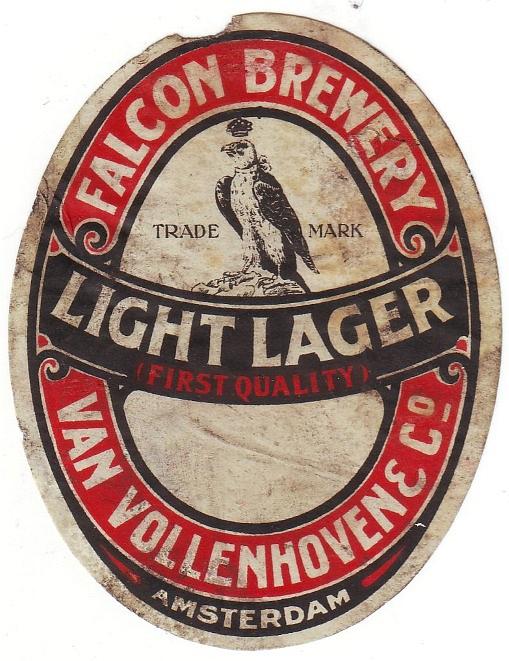 FALCON BREWERY
TRADE MARK
LIGHT LAGER
(FIRST QUALITY)
VAN VOLLENHOVEN & Cº
AMSTERDAM